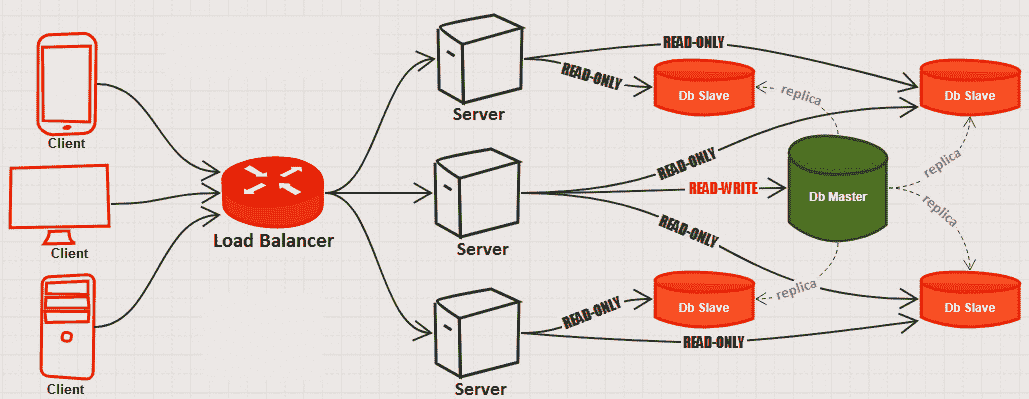 Client
Client
Client
Load Balancer
Server
Server
Server
READ-ONLY
READ-ONLY
READ-ONLY
READ-WRITE
READ-ONLY
READ-ONLY
READ-ONLY
Db Slave
Db Slave
replica
replica
Db Master
replica
replica
Db Slave
Db Slave